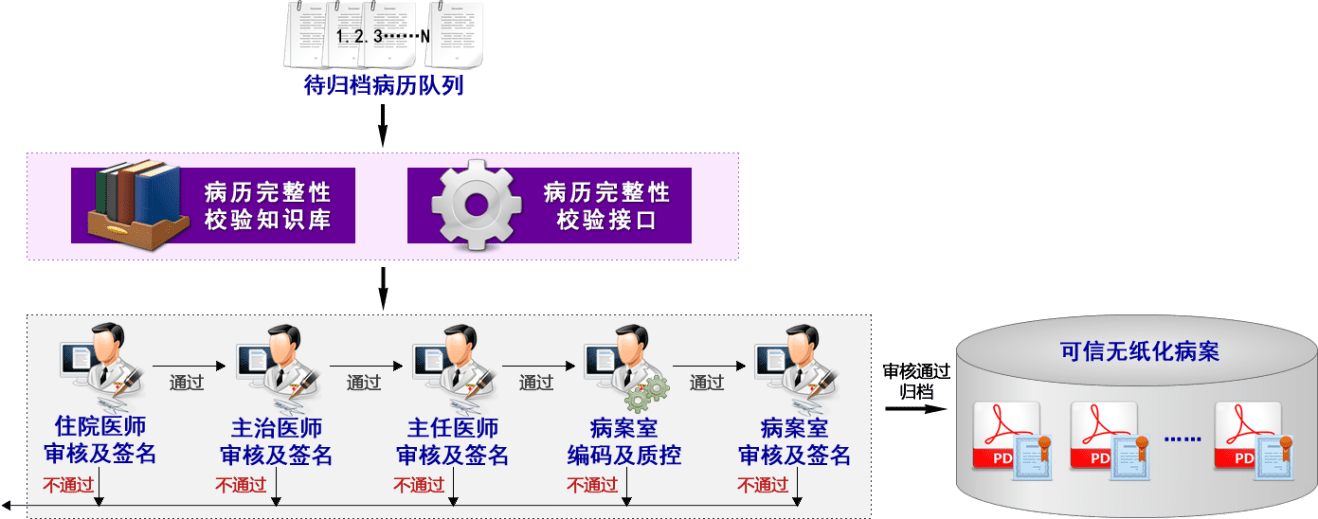 1.2.3……N
待归档病历队列
病历完整性
校验知识库
病历完整性
校验接口
通过
通过
通过
通过
住院医师
审核及签名
主治医师
审核及签名
主任医师
审核及签名
病案室
编码及质控
病案室
审核及签名
不通过
不通过
不通过
不通过
不通过
审核通过
归档
可信无纸化病案
PD
PD
……
PD